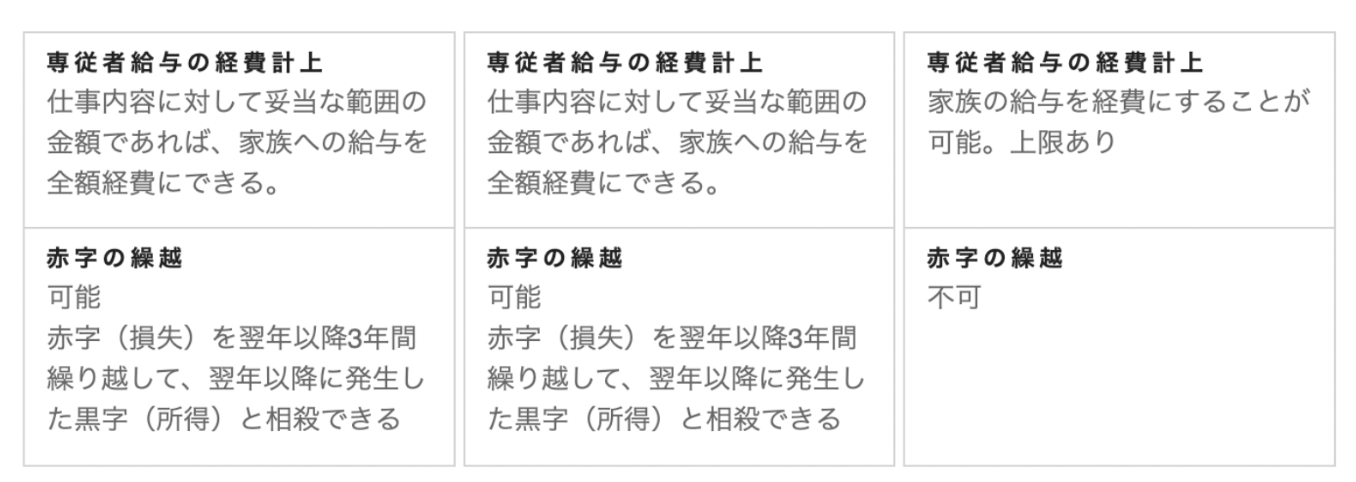 専従者給与の経費計上
仕事内容に対して妥当な範囲の
金額であれば、家族への給与を
全額経費にできる。
専従者給与の経費計上
仕事内容に対して妥当な範囲の
金額であれば、家族への給与を
全額経費にできる。
専従者給与の経費計上
家族の給与を経費にすることが
可能。上限あり
赤字の繰越
可能
赤字（損失）を翌年以降3年間
繰り越して、翌年以降に発生し
た黒字（所得）と相殺できる
赤字の繰越
可能
赤字（損失）を翌年以降3年間
繰り越して、翌年以降に発生し
た黒字（所得）と相殺できる
赤字の繰越
不可